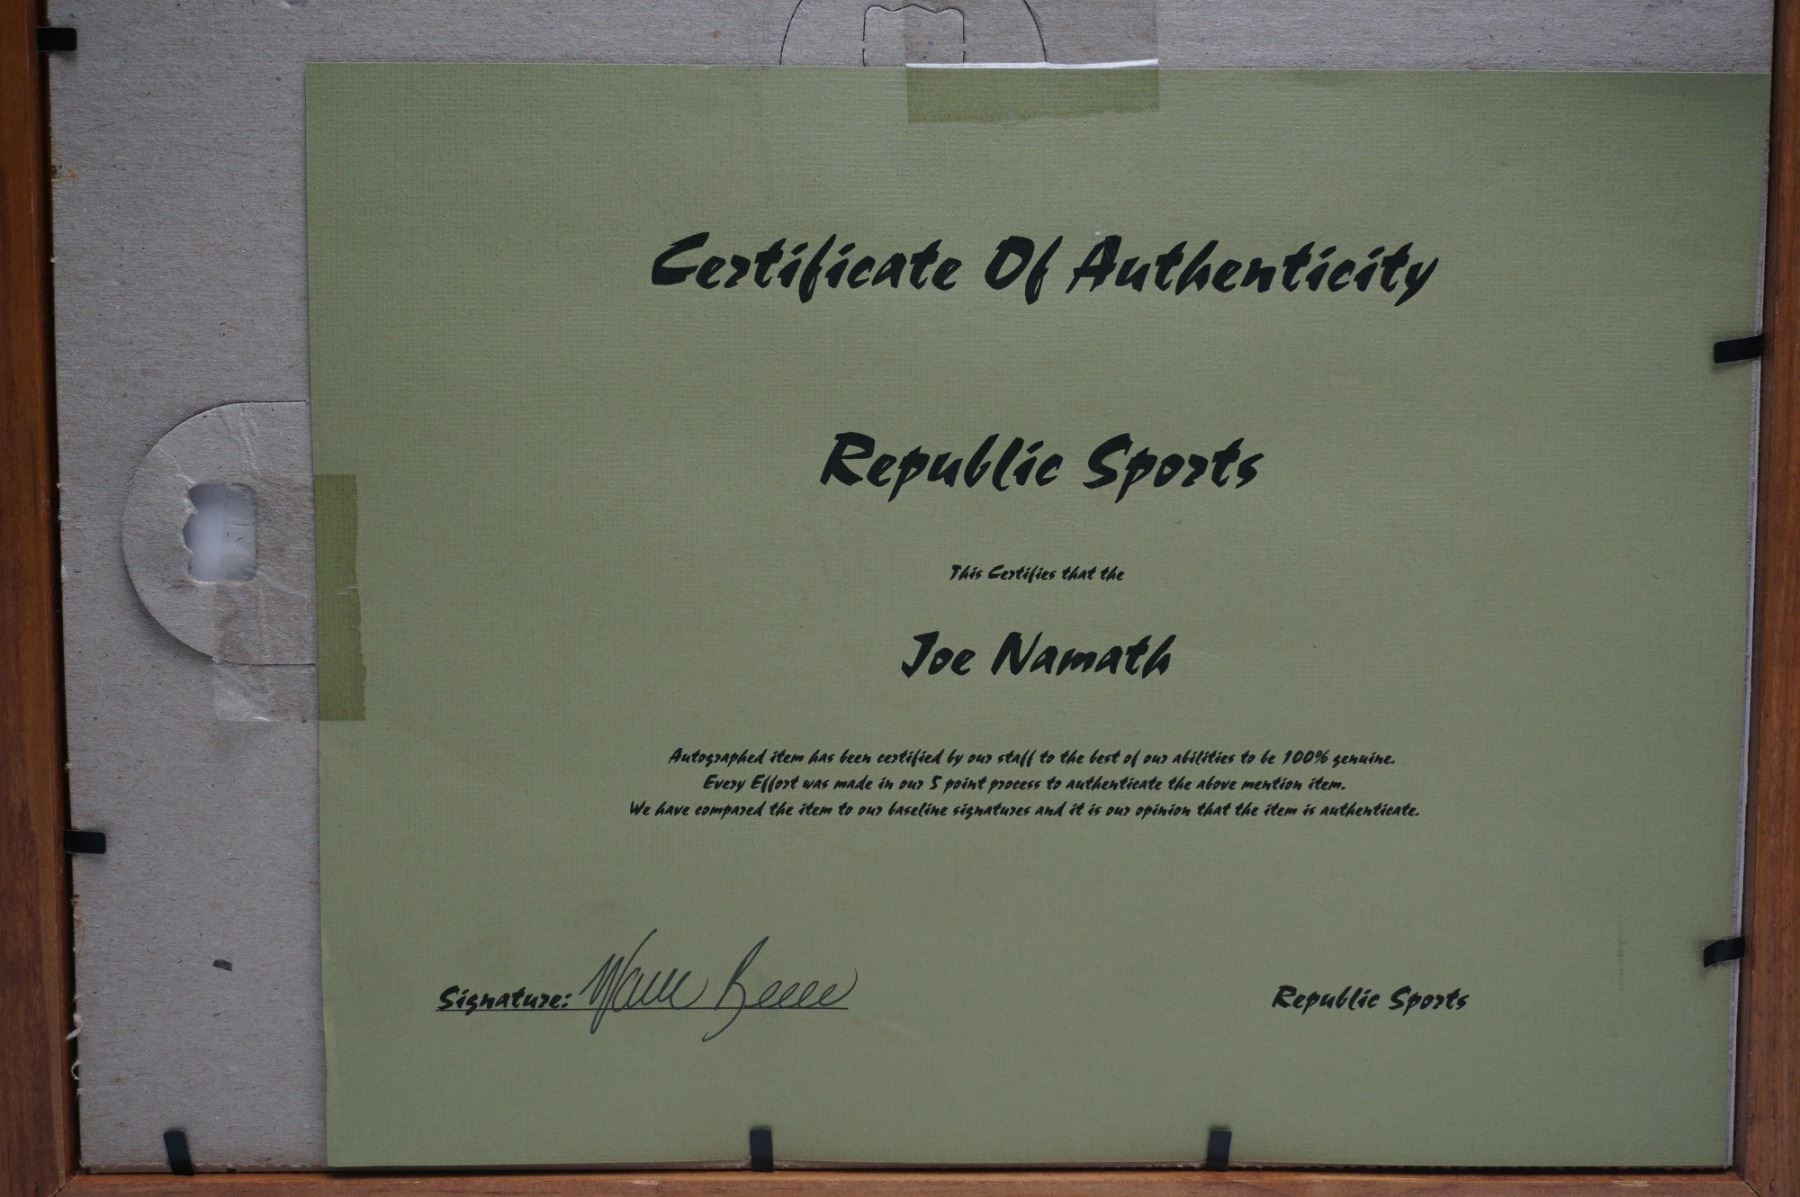 Certificate Of Authenticity
Republic Sports
This Certifies that the
Joe Namath
Autographed item has been certified by our staff to the best of our abilities to be 100% genuine.
Every Effort was made in our 5 point process to authenticate the above mention item.
We have compared the item to our baseline signatures and it is our opinion that the item is authenticate.
Signature:
Republic Sports